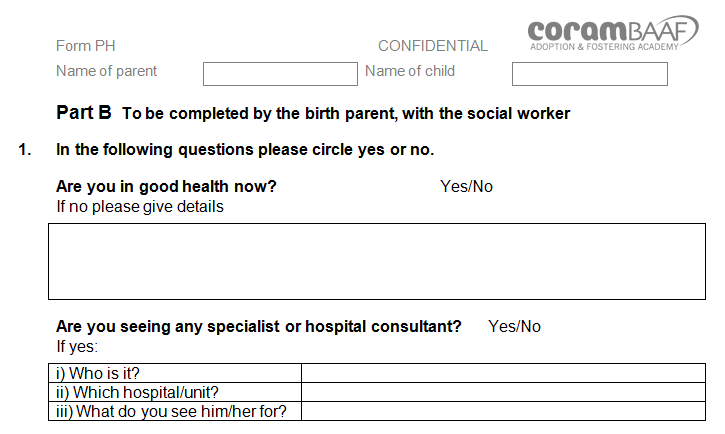 coramBAAF
ADOPTION & FOSTERING ACADEMY
Form PH CONFIDENTIAL
Name of parent Name of child
Part B To be completed by the birth parent, with the social worker
1. In the following questions please circle yes or no.
Are you in good health now? Yes/No
If no please give details
Are you seeing any specialist or hospital consultant? Yes/No
If yes:
i) Who is it?
ii) Which hospital/unit?
iii) What do you see him/her for?